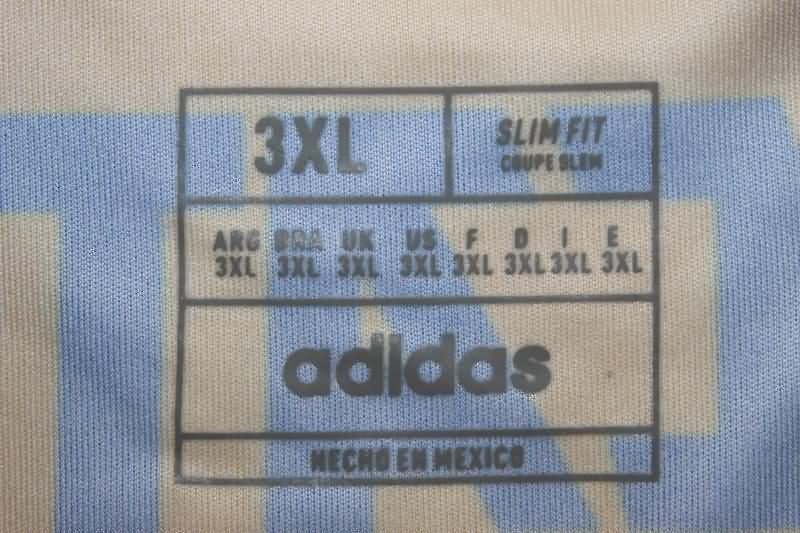 3XL
SLIM FIT
COUPE SLIM
ARG BRA UK US F D I E
3XL 3XL 3XL 3XL 3XL 3XL 3XL 3XL
adidas
HECHO EN MEXICO